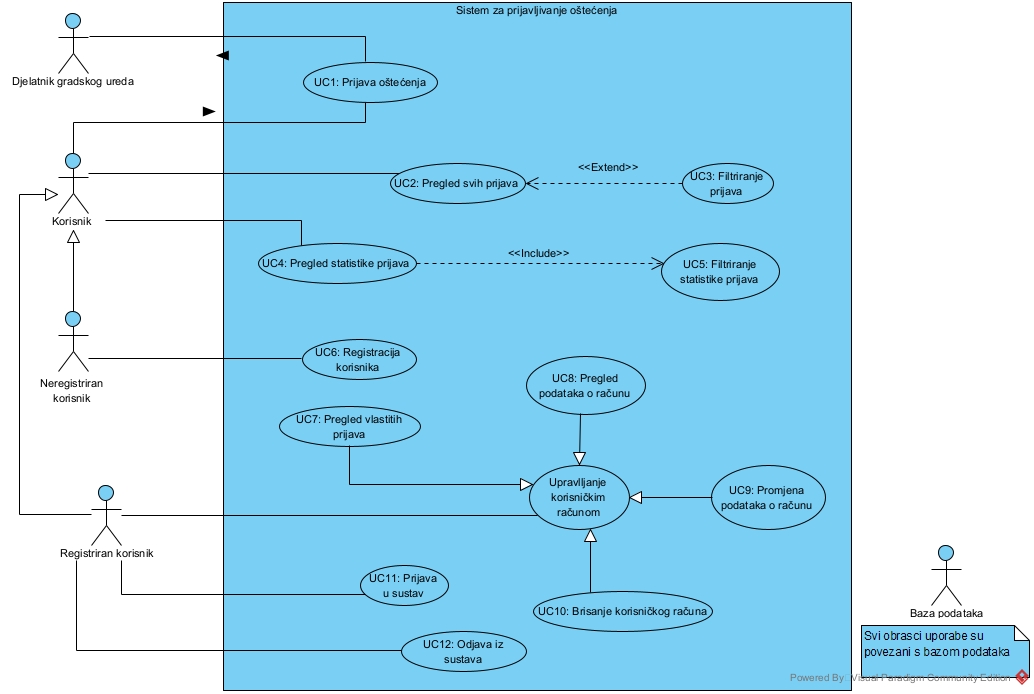 Sistem za prijavljivanje oštećenja
Djelatnik gradskog ureda
UC1: Prijava oštećenja
Korisnik
UC2: Pregled svih prijava
<<Extend>>
UC3: Filtriranje
prijava
UC4: Pregled statistike prijava
<<Include>>
UC5: Filtriranje
statistike prijava
Neregistriran
korisnik
UC6: Registracija
korisnika
UC8: Pregled
podataka o računu
UC7: Pregled vlastitih
prijava
Upravlljanje
korisničkim
računom
UC9: Promjena
podataka o računu
Registriran korisnik
UC11: Prijava
u sustav
UC10: Brisanje korisničkog računa
UC12: Odjava iz
sustava
Baza podataka
Svi obrasci uporabe su
povezani s bazom podataka
Powered By: Visual Paradigm Community Edition